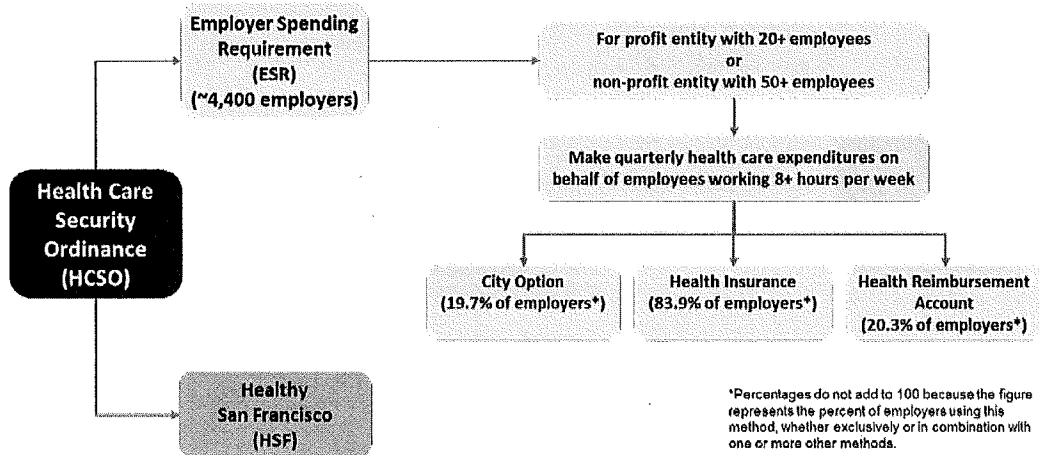 Employer Spending
Requirement
(ESR)
(~4,400 employers)
For profit entity with 20+ employees
or
non-profit entity with 50+ employees
Make quarterly health care expenditures on
behalf of employees working 8+ hours per week
Health Care
Security
Ordinance
(HCSO)
City Option
(19.7% of employers*)
Health Insurance
(83.9% of employers*)
Health Reimbursement
Account
(20.3% of employers*)
Healthy
San Francisco
(HSF)
*Percentages do not add to 100 because the figure
represents the percent of employers using this
method, whether exclusively or in combination with
one or more other methods.